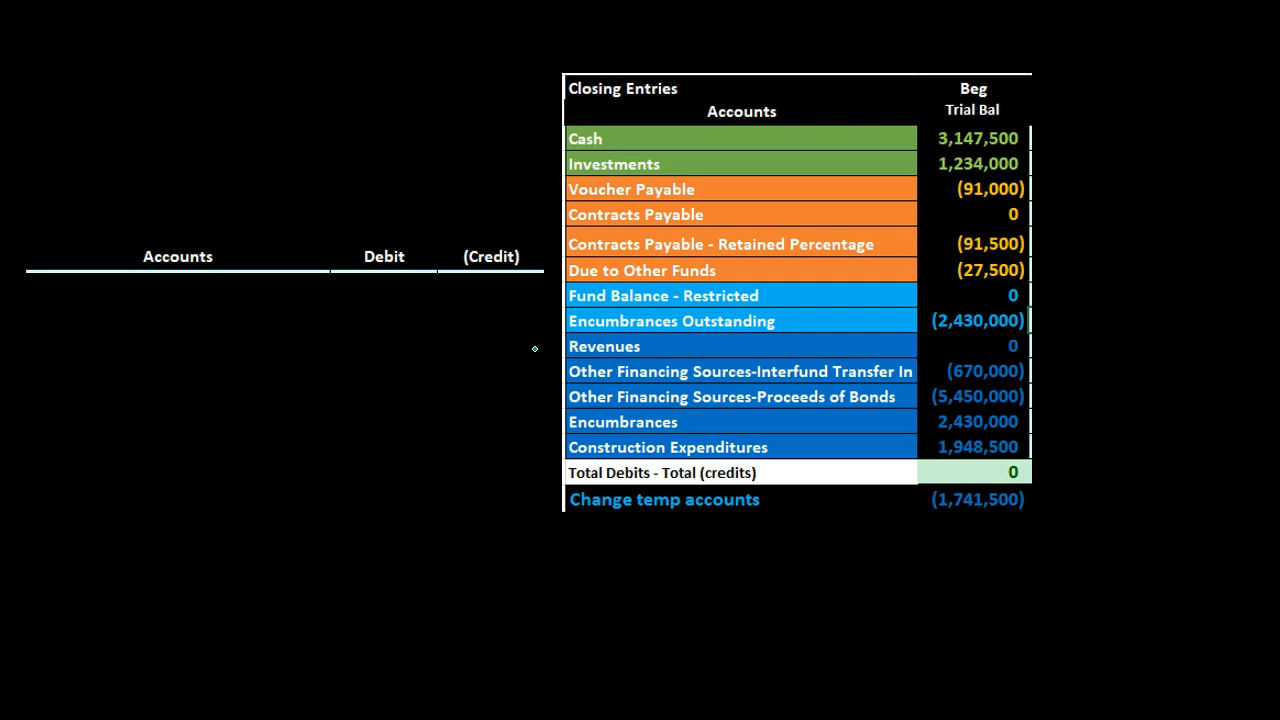 Closing Entries Beg
Accounts Trial Bal
Cash 3,147,500
Investments 1,234,000
Voucher Payable (91,000)
Contracts Payable 0
Contracts Payable - Retained Percentage (91,500)
Accounts Debit (Credit)
Due to Other Funds (27,500)
Fund Balance - Restricted 0
Encumbrances Outstanding (2,430,000)
Revenues 0
Other Financing Sources-Interfund Transfer In (670,000)
Other Financing Sources-Proceeds of Bonds (5,450,000)
Encumbrances 2,430,000
Construction Expenditures 1,948,500
Total Debits - Total (credits) 0
Change temp accounts (1,741,500)